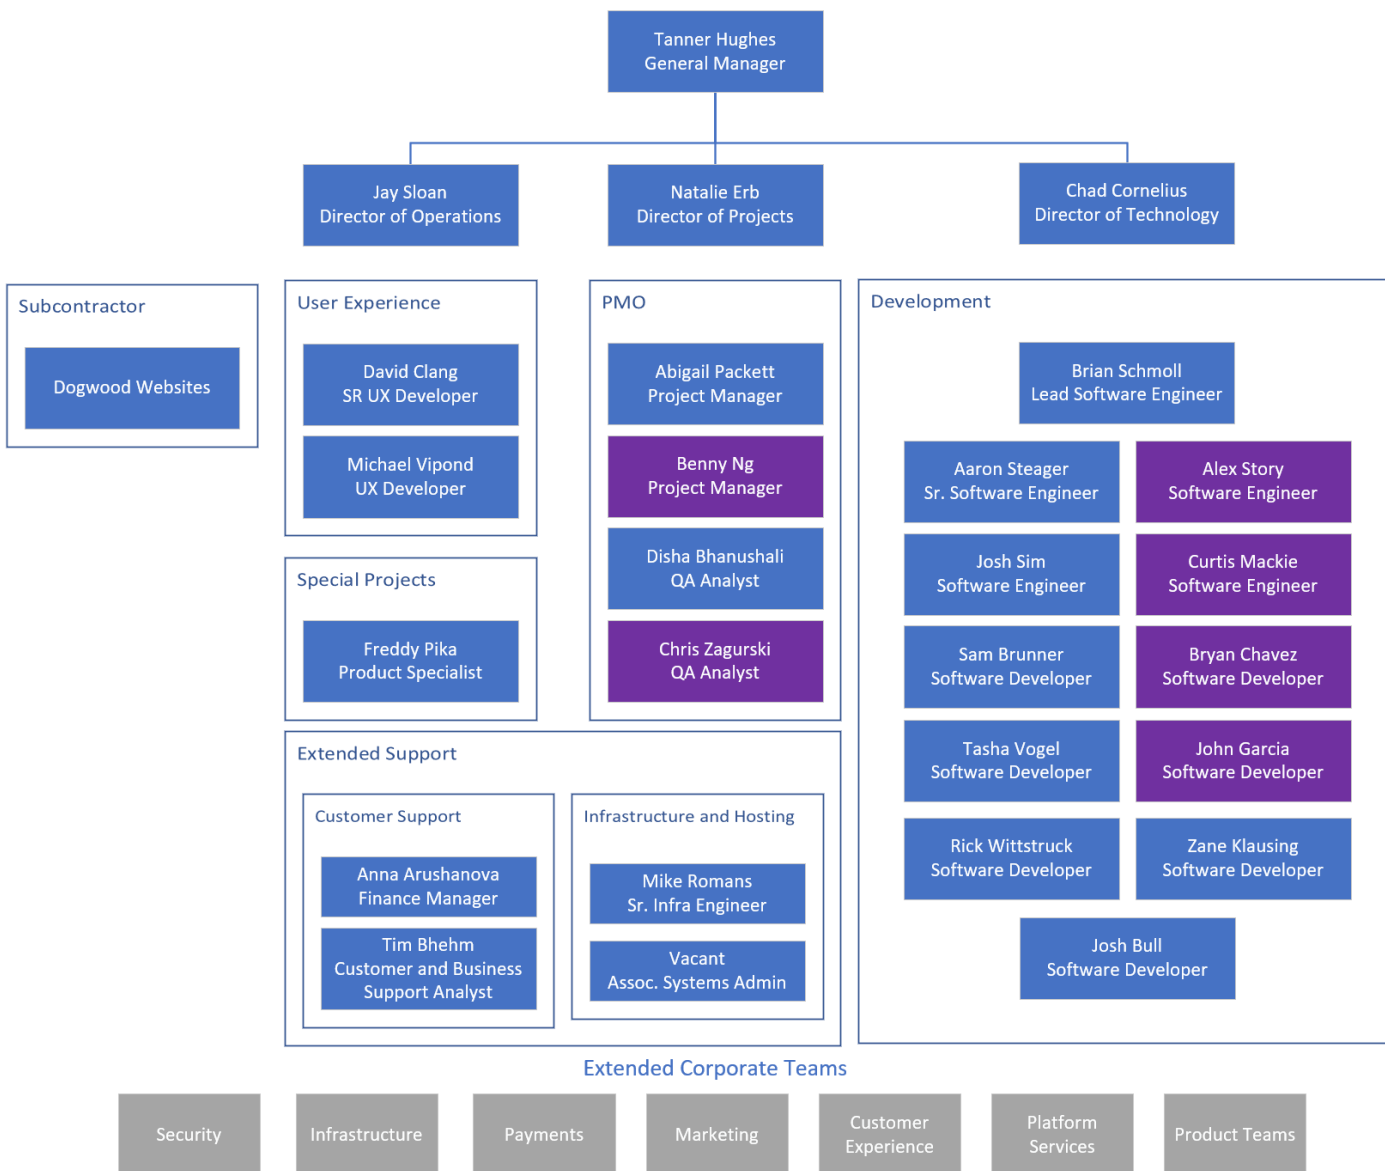 Tanner Hughes
General Manager
Jay Sloan
Director of Operations
Natalie Erb
Director of Projects
Chad Cornelius
Director of Technology
Subcontractor
Dogwood Websites
User Experience
David Clang
SR UX Developer
Michael Vipond
UX Developer
Special Projects
Freddy Pika
Product Specialist
PMO
Abigail Packett
Project Manager
Benny Ng
Project Manager
Disha Bhanushali
QA Analyst
Chris Zagurski
QA Analyst
Development
Brian Schmoll
Lead Software Engineer
Aaron Steager
Sr. Software Engineer
Alex Story
Software Engineer
Josh Sim
Software Engineer
Curtis Mackie
Software Engineer
Sam Brunner
Software Developer
Bryan Chavez
Software Developer
Tasha Vogel
Software Developer
John Garcia
Software Developer
Rick Wittstruck
Software Developer
Zane Klausing
Software Developer
Josh Bull
Software Developer
Extended Support
Customer Support
Anna Arushanova
Finance Manager
Tim Bhehm
Customer and Business
Support Analyst
Infrastructure and Hosting
Mike Romans
Sr. Infra Engineer
Vacant
Assoc. Systems Admin
Extended Corporate Teams
Security
Infrastructure
Payments
Marketing
Customer
Experience
Platform
Services
Product Teams